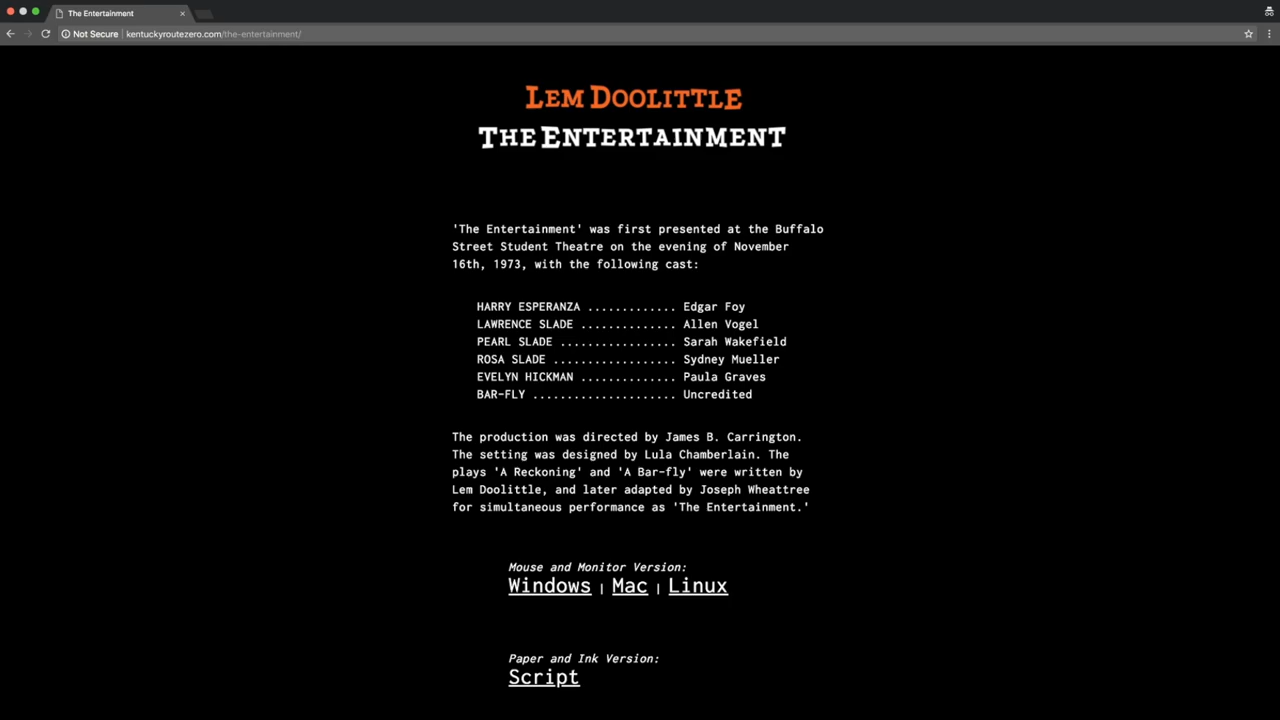 The Entertainment
Not Secure | kentuckyroutezero.com/the-entertainment/
LEM DOOLITTLE
THE ENTERTAINMENT
'The Entertainment' was first presented at the Buffalo
Street Student Theatre on the evening of November
16th, 1973, with the following cast:
HARRY ESPERANZA ............. Edgar Foy
LAWRENCE SLADE .............. Allen Vogel
PEARL SLADE ................. Sarah Wakefield
ROSA SLADE .................. Sydney Mueller
EVELYN HICKMAN .............. Paula Graves
BAR-FLY ..................... Uncredited
The production was directed by James B. Carrington.
The setting was designed by Lula Chamberlain. The
plays 'A Reckoning' and 'A Bar-fly' were written by
Lem Doolittle, and later adapted by Joseph Wheattree
for simultaneous performance as 'The Entertainment.'
Mouse and Monitor Version:
Windows | Mac | Linux
Paper and Ink Version:
Script